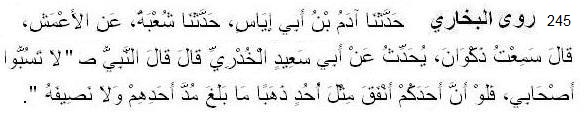 245 روى البخاري حَدَّثَنَا آدَمُ بْنُ أَبِي إِيَاسٍ، حَدَّثَنَا شُعْبَةُ، عَنِ الأَعْمَشِ،
قَالَ سَمِعْتُ ذَكْوَانَ، يُحَدِّثُ عَنْ أَبِي سَعِيدٍ الْخُدْرِيِّ قَالَ قَالَ النَّبِيُّ ص " لاَ تَسُبُّوا
أَصْحَابِي، فَلَوْ أَنَّ أَحَدَكُمْ أَنْفَقَ مِثْلَ أُحُدٍ ذَهَبًا مَا بَلَغَ مُدَّ أَحَدِهِمْ وَلاَ نَصِيفَهُ ".